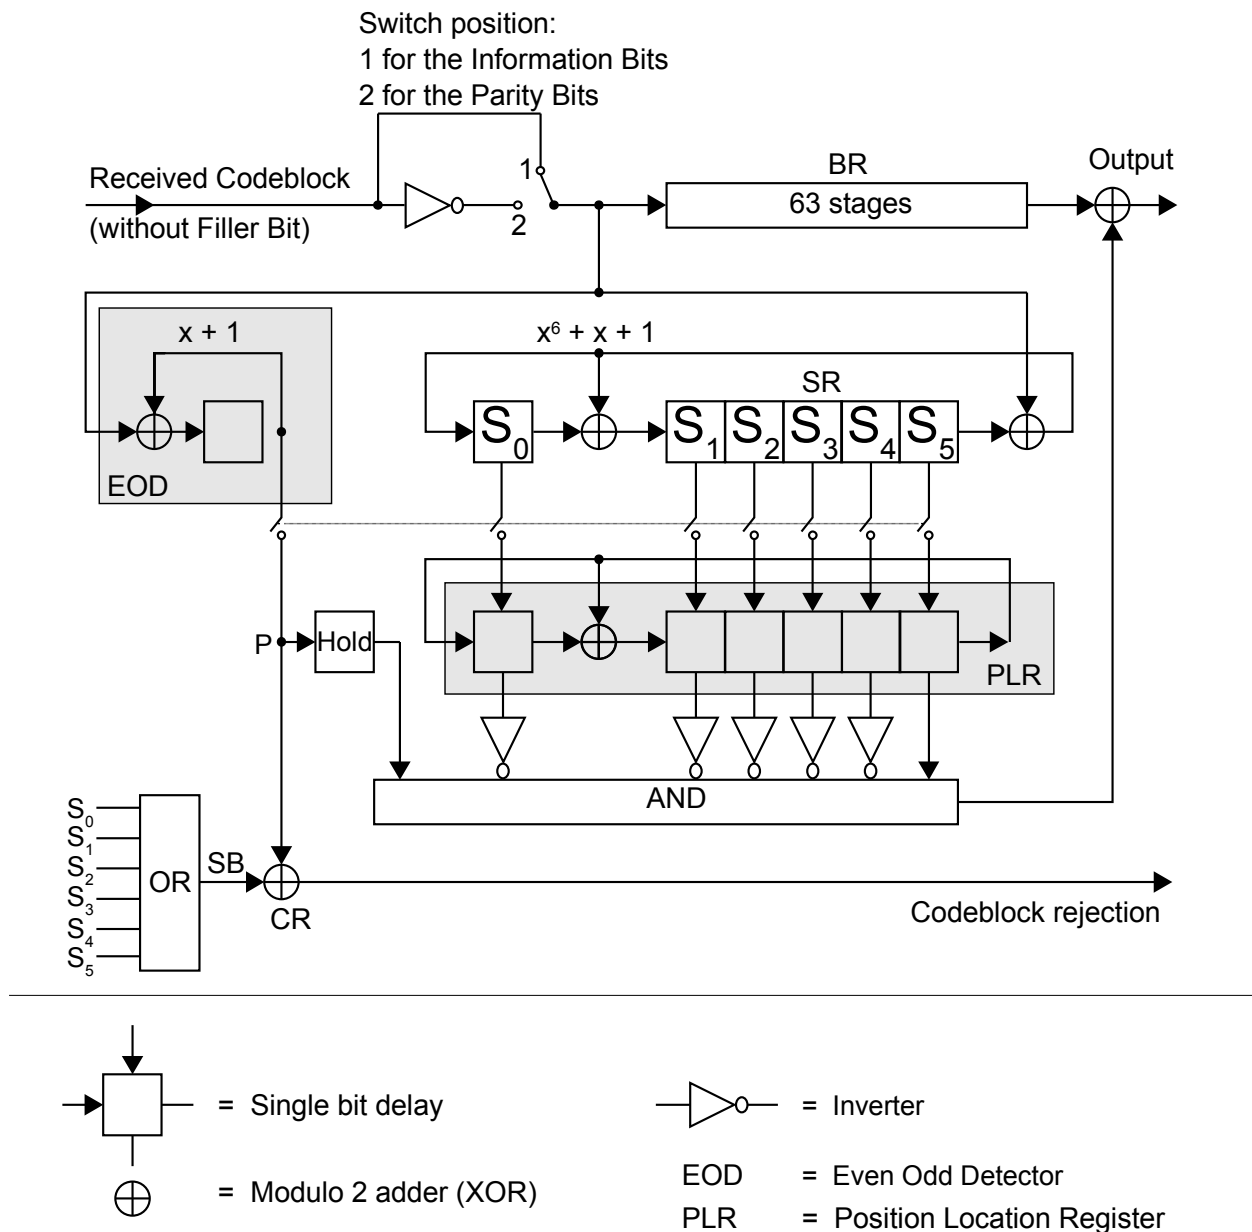 Switch position:
1 for the Information Bits
2 for the Parity Bits
Received Codeblock
(without Filler Bit)
1
2
BR
63 stages
Output
x + 1
EOD
x⁶ + x + 1
SR
S₀
S₁
S₂
S₃
S₄
S₅
P
Hold
PLR
AND
S₀
S₁
S₂
S₃
S₄
S₅
OR
SB
CR
Codeblock rejection
= Single bit delay
= Inverter
= Modulo 2 adder (XOR)
EOD = Even Odd Detector
PLR = Position Location Register